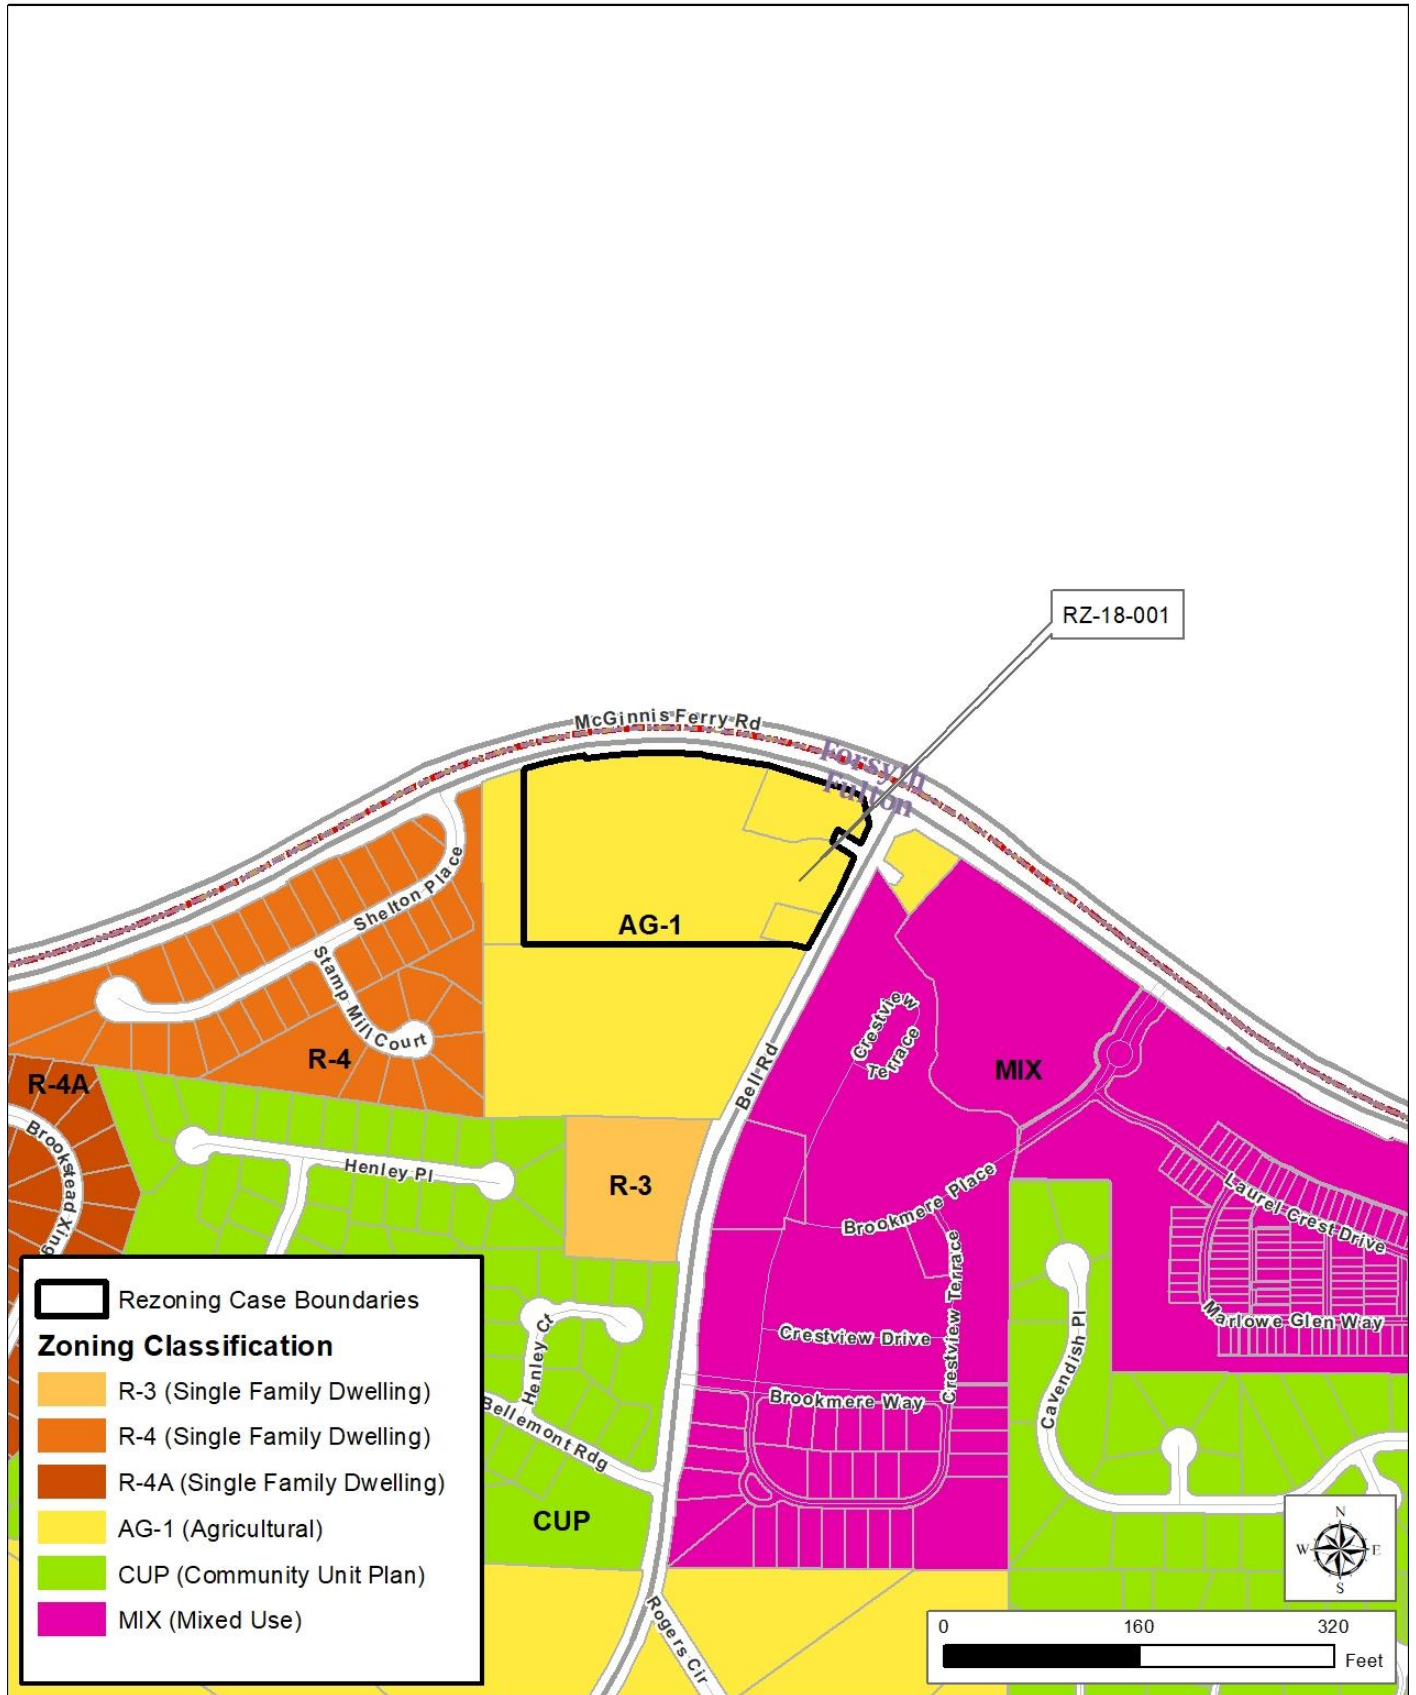 RZ-18-001
McGinnis Ferry Rd
Forsyth
Fulton
Shelton Place
AG-1
Stamp Mill Court
R-4
R-4A
Crestview
Terrace
MIX
Bell Rd
Brookstead Xing
Henley Pl
R-3
Brookmere Place
Laurel Crest Drive
Crestview Terrace
Marlowe Glen Way
Crestview Drive
Henley Ct
Cavendish Pl
Brookmere Way
Bellemont Rdg
CUP
Rogers Cir
Rezoning Case Boundaries
Zoning Classification
R-3 (Single Family Dwelling)
R-4 (Single Family Dwelling)
R-4A (Single Family Dwelling)
AG-1 (Agricultural)
CUP (Community Unit Plan)
MIX (Mixed Use)
N
W E
S
0 160 320
Feet